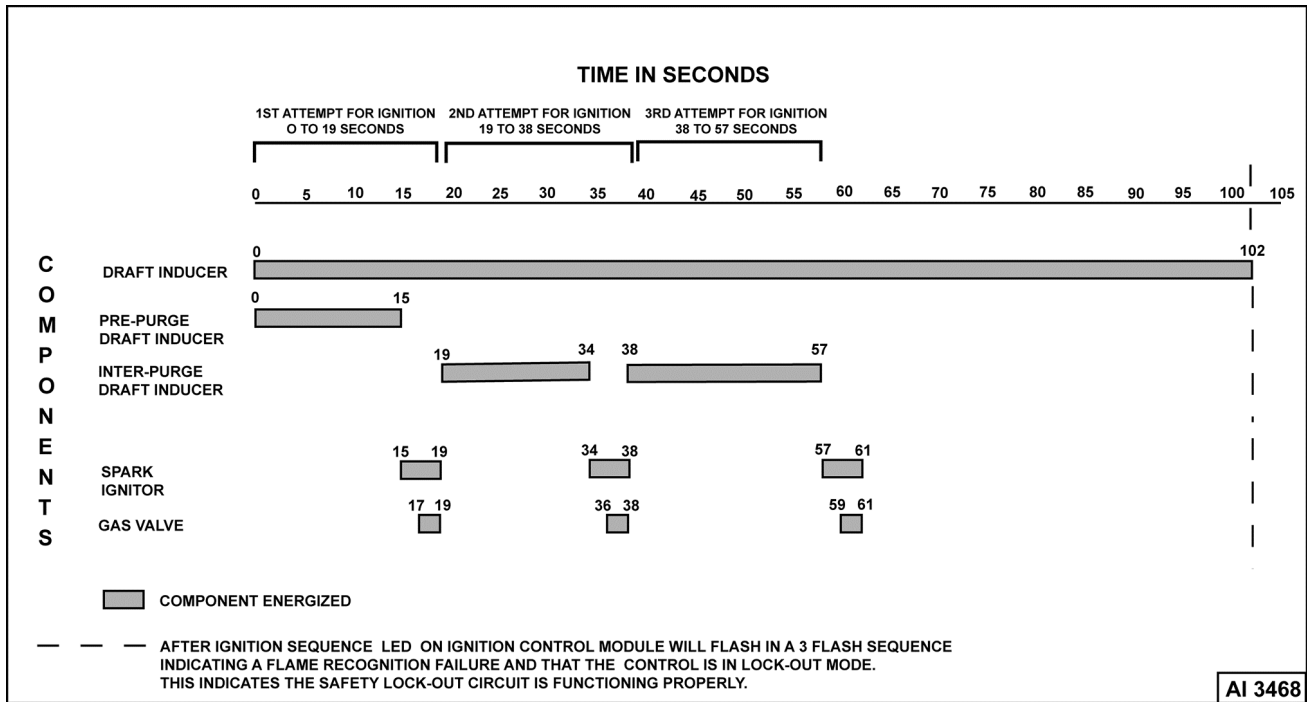 TIME IN SECONDS
1ST ATTEMPT FOR IGNITION 2ND ATTEMPT FOR IGNITION 3RD ATTEMPT FOR IGNITION
O TO 19 SECONDS 19 TO 38 SECONDS 38 TO 57 SECONDS
0 5 10 15 20 25 30 35 40 45 50 55 60 65 70 75 80 85 90 95 100 105
COMPONENTS
0 102
DRAFT INDUCER
0 15
PRE-PURGE
DRAFT INDUCER
19 34 38 57
INTER-PURGE
DRAFT INDUCER
15 19 34 38 57 61
SPARK
IGNITOR
17 19 36 38 59 61
GAS VALVE
COMPONENT ENERGIZED
AFTER IGNITION SEQUENCE LED ON IGNITION CONTROL MODULE WILL FLASH IN A 3 FLASH SEQUENCE
INDICATING A FLAME RECOGNITION FAILURE AND THAT THE CONTROL IS IN LOCK-OUT MODE.
THIS INDICATES THE SAFETY LOCK-OUT CIRCUIT IS FUNCTIONING PROPERLY.
AI 3468